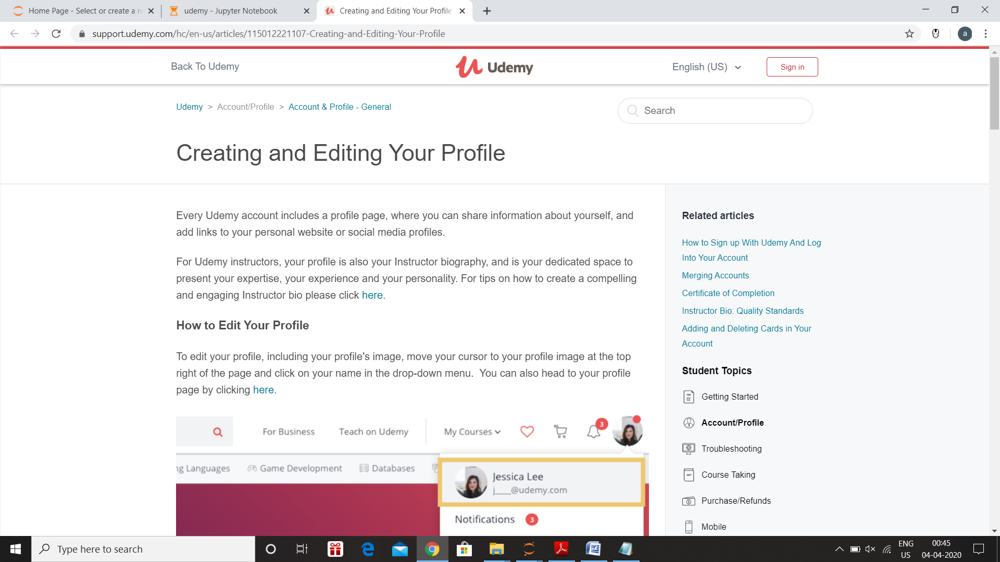 Home Page - Select or create a n
udemy - Jupyter Notebook
Creating and Editing Your Profile
support.udemy.com/hc/en-us/articles/115012221107-Creating-and-Editing-Your-Profile
a
Back To Udemy
Udemy
English (US)
Sign in
Udemy > Account/Profile > Account & Profile - General
Search
Creating and Editing Your Profile
Every Udemy account includes a profile page, where you can share information about yourself, and
add links to your personal website or social media profiles.
For Udemy instructors, your profile is also your Instructor biography, and is your dedicated space to
present your expertise, your experience and your personality. For tips on how to create a compelling
and engaging Instructor bio please click here.
How to Edit Your Profile
To edit your profile, including your profile's image, move your cursor to your profile image at the top
right of the page and click on your name in the drop-down menu.  You can also head to your profile
page by clicking here.
For Business
Teach on Udemy
My Courses
3
ng Languages
Game Development
Databases
Jessica Lee
j____@udemy.com
Notifications
3
Related articles
How to Sign up With Udemy And Log
Into Your Account
Merging Accounts
Certificate of Completion
Instructor Bio: Quality Standards
Adding and Deleting Cards in Your
Account
Student Topics
Getting Started
Account/Profile
Troubleshooting
Course Taking
Purchase/Refunds
Mobile
Type here to search
ENG
US
00:45
04-04-2020